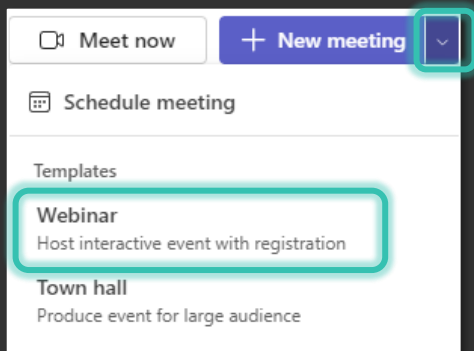 Meet now
New meeting
Schedule meeting
Templates
Webinar
Host interactive event with registration
Town hall
Produce event for large audience